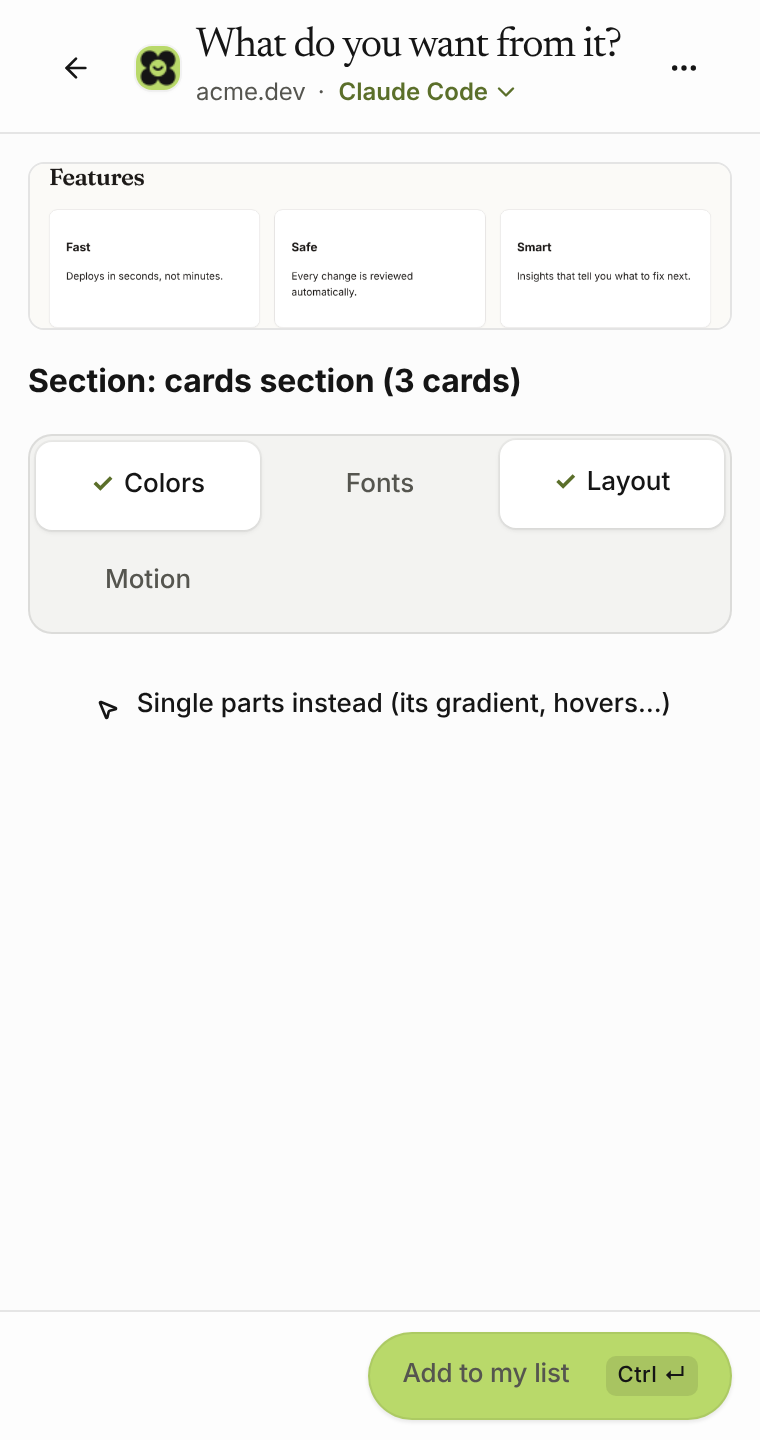 What do you want from it?
acme.dev · Claude Code
Features
Fast
Deploys in seconds, not minutes.
Safe
Every change is reviewed
automatically.
Smart
Insights that tell you what to fix next.
Section: cards section (3 cards)
Colors
Fonts
Layout
Motion
Single parts instead (its gradient, hovers...)
Add to my list
Ctrl ↵